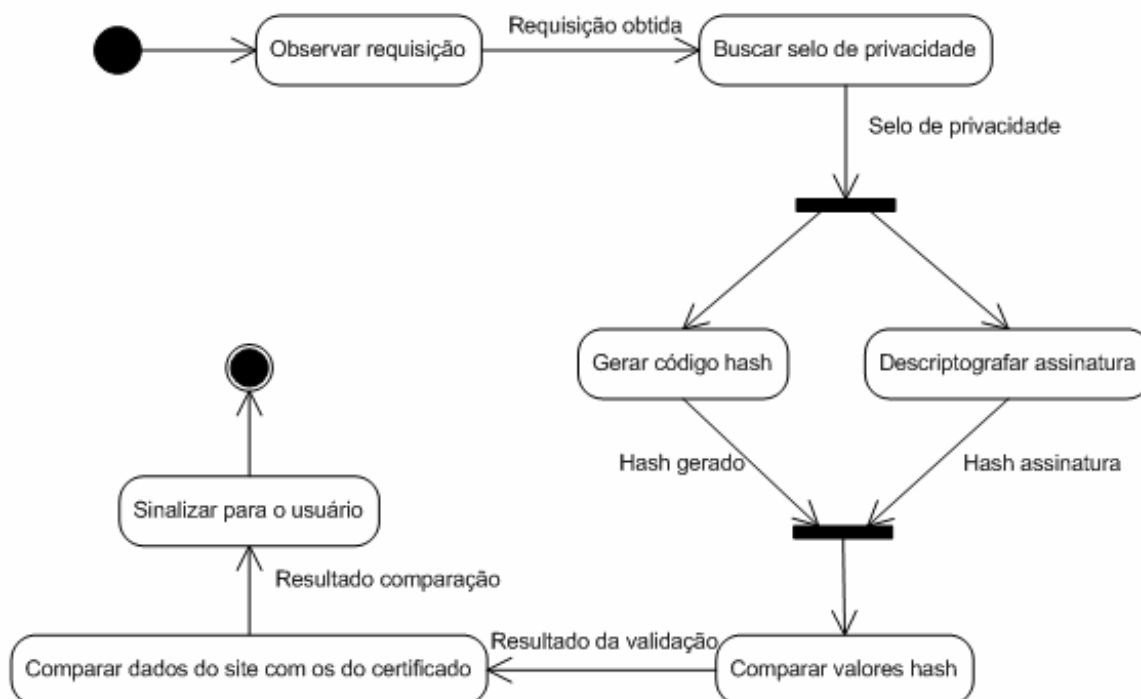 Observar requisição
Requisição obtida
Buscar selo de privacidade
Selo de privacidade
Gerar código hash
Descriptografar assinatura
Hash gerado
Hash assinatura
Comparar valores hash
Resultado da validação
Comparar dados do site com os do certificado
Resultado comparação
Sinalizar para o usuário